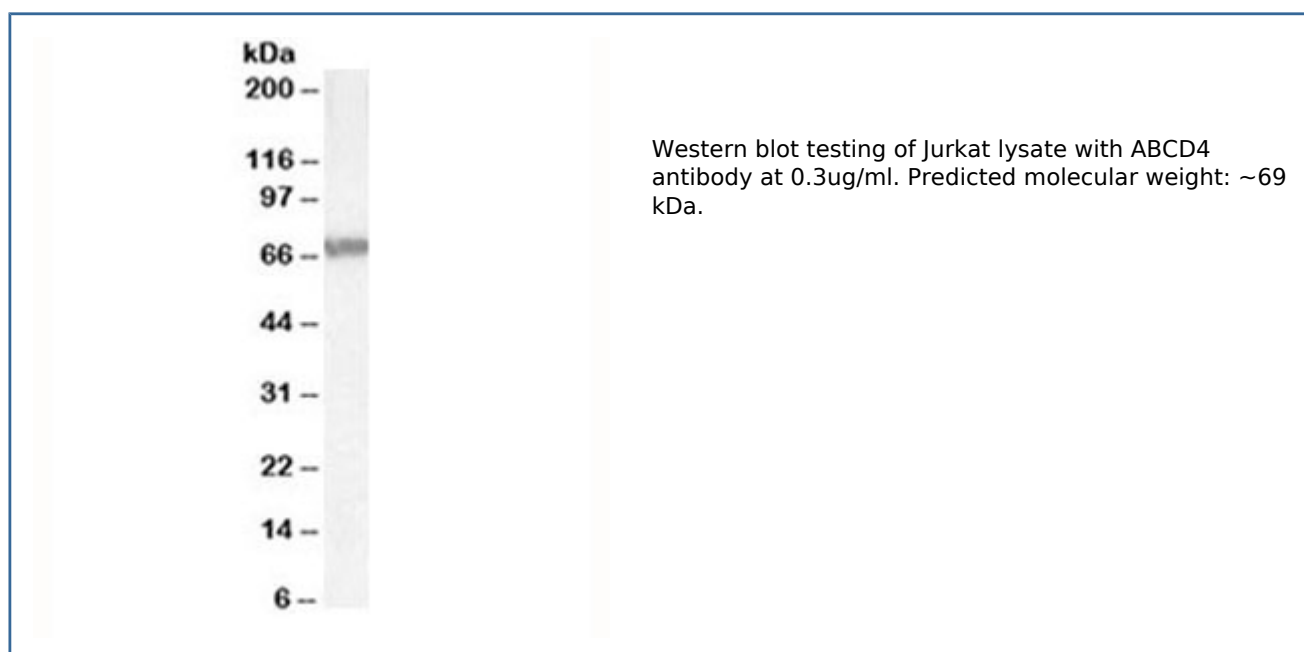 kDa
200 --
116 --
97 --
66 --
44 --
31 --
22 --
14 --
6 --
Western blot testing of Jurkat lysate with ABCD4
antibody at 0.3ug/ml. Predicted molecular weight: ~69
kDa.